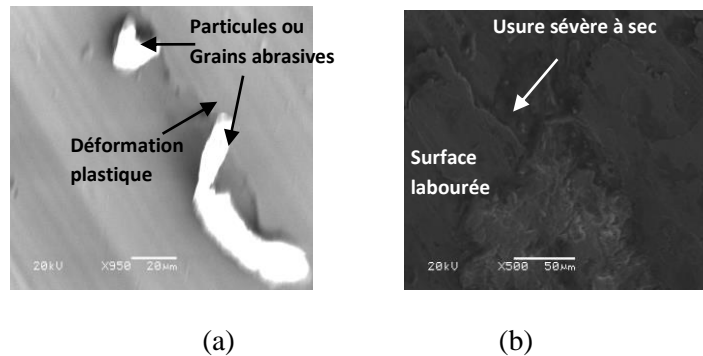 Particules ou
Grains abrasives
Déformation
plastique
20kV X950 20µm
Usure sévère à sec
Surface
labourée
20kV X500 50µm
(a) (b)